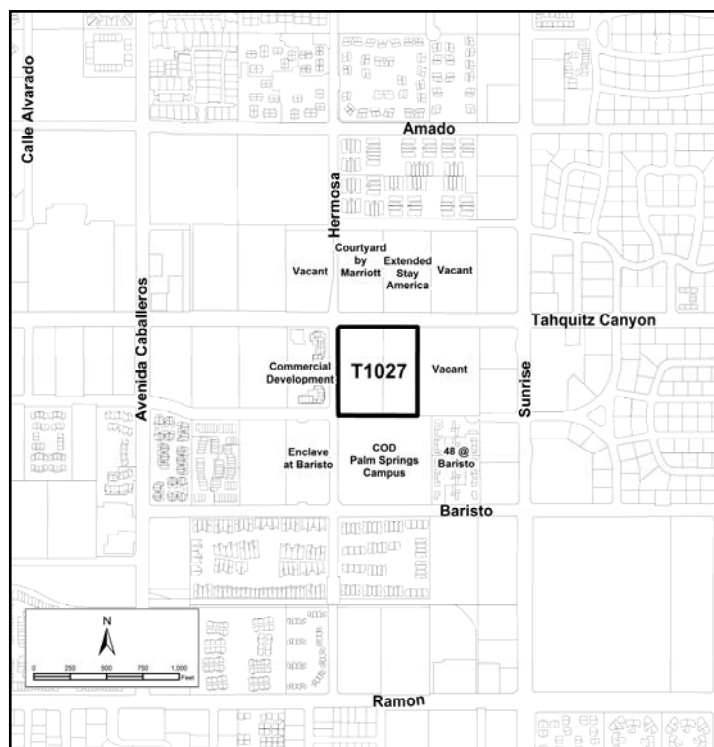 Calle Alvarado
Amado
Hermosa
Vacant
Courtyard
by
Marriott
Extended
Stay
America
Vacant
Avenida Caballeros
Tahquitz Canyon
Commercial
Development
T1027
Vacant
Sunrise
Enclave
at Baristo
COD
Palm Springs
Campus
48 @
Baristo
Baristo
N
0 250 500 750 1,000
Feet
Ramon